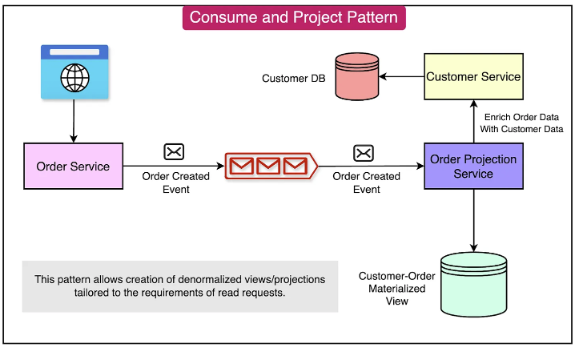 Consume and Project Pattern
Customer DB
Customer Service
Enrich Order Data
With Customer Data
Order Service
Order Created
Event
Order Created
Event
Order Projection
Service
This pattern allows creation of denormalized views/projections
tailored to the requirements of read requests.
Customer-Order
Materialized
View